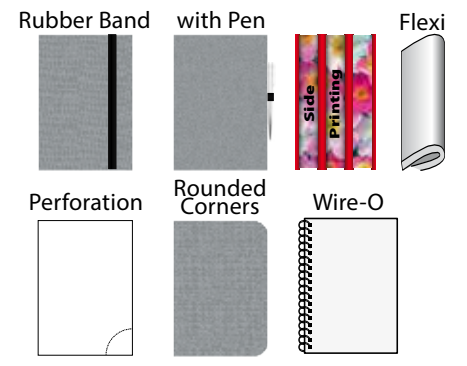 Rubber Band
with Pen
Side
Printing
Flexi
Perforation
Rounded
Corners
Wire-O